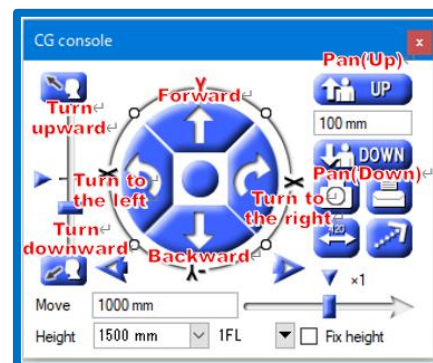 CG console
x
Pan(Up)
Y
Forward
UP
Turn
upward
100 mm
DOWN
X
X
Pan(Down)
Turn to
the left
Turn to
the right
420
Turn
downward
Backward
-Y
×1
Move 1000 mm
Height 1500 mm 1FL Fix height